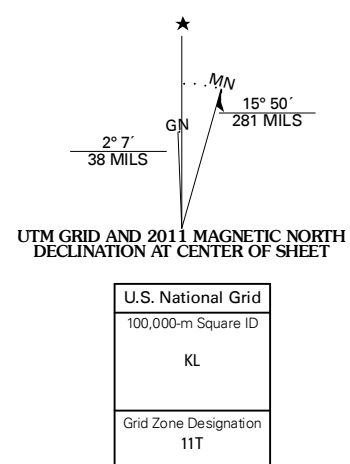 ★
MN
15° 50´
281 MILS
GN
2° 7´
38 MILS
UTM GRID AND 2011 MAGNETIC NORTH
DECLINATION AT CENTER OF SHEET
U.S. National Grid
100,000-m Square ID
KL
Grid Zone Designation
11T